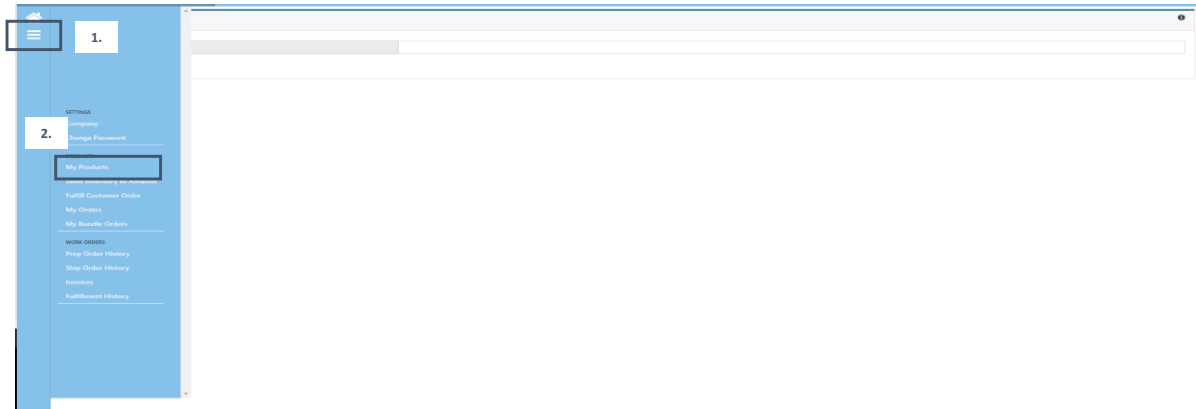 1.
SETTINGS
Company
2.
Change Password
My Products
Send Inventory to Amazon
Fulfill Customer Order
My Orders
My Bundle Orders
WORK ORDERS
Prep Order History
Ship Order History
Invoices
Fulfillment History